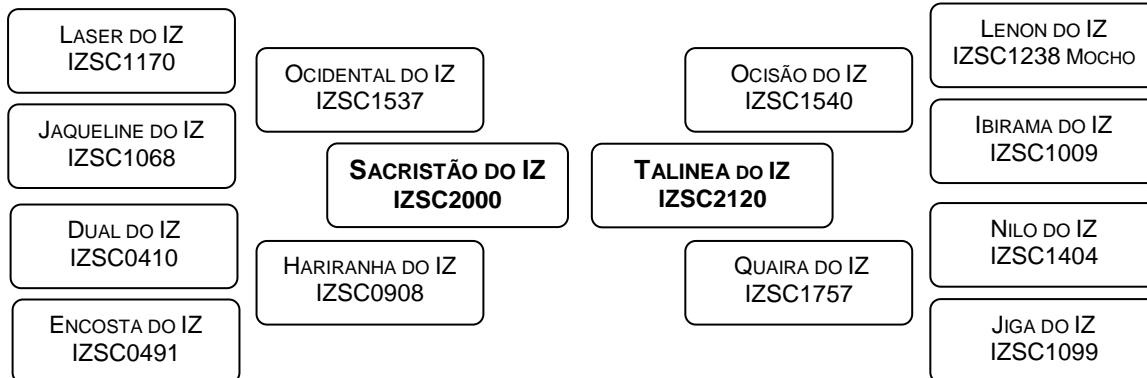 LASER DO IZ
IZSC1170
JAQUELINE DO IZ
IZSC1068
DUAL DO IZ
IZSC0410
ENCOSTA DO IZ
IZSC0491
OCIDENTAL DO IZ
IZSC1537
HARIRANHA DO IZ
IZSC0908
SACRISTÃO DO IZ
IZSC2000
TALINEA DO IZ
IZSC2120
OCISÃO DO IZ
IZSC1540
QUAIRA DO IZ
IZSC1757
LENON DO IZ
IZSC1238 MOCHO
IBIRAMA DO IZ
IZSC1009
NILO DO IZ
IZSC1404
JIGA DO IZ
IZSC1099